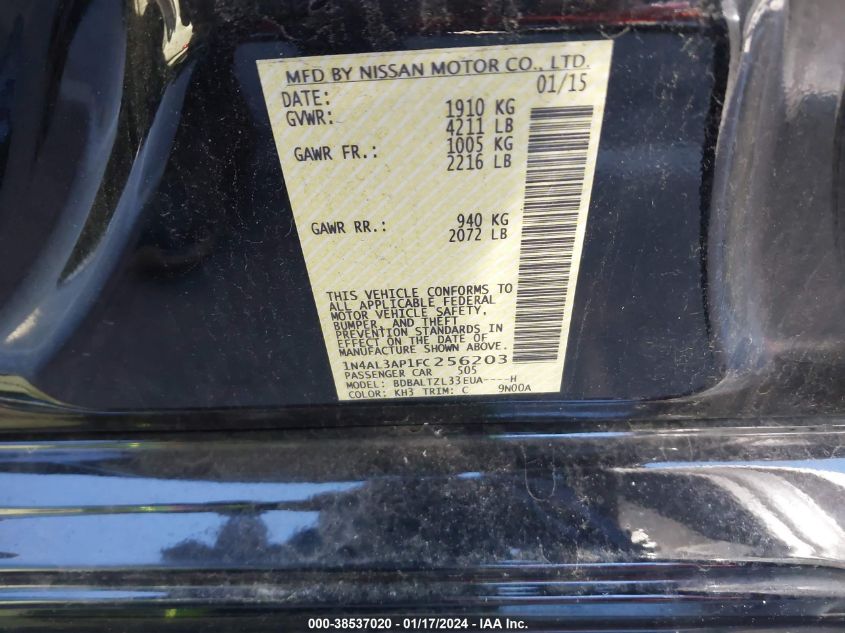 MFD BY NISSAN MOTOR CO., LTD.
DATE: 01/15
GVWR: 1910 KG
4211 LB
GAWR FR.: 1005 KG
2216 LB
GAWR RR.: 940 KG
2072 LB
THIS VEHICLE CONFORMS TO
ALL APPLICABLE FEDERAL
MOTOR VEHICLE SAFETY,
BUMPER, AND THEFT
PREVENTION STANDARDS IN
EFFECT ON THE DATE OF
MANUFACTURE SHOWN ABOVE.
1N4AL3AP1FC256203
PASSENGER CAR 505
MODEL: BDBALTZL33EUA----H
COLOR: KH3 TRIM: C 9N00A
000-38537020 - 01/17/2024 - IAA Inc.